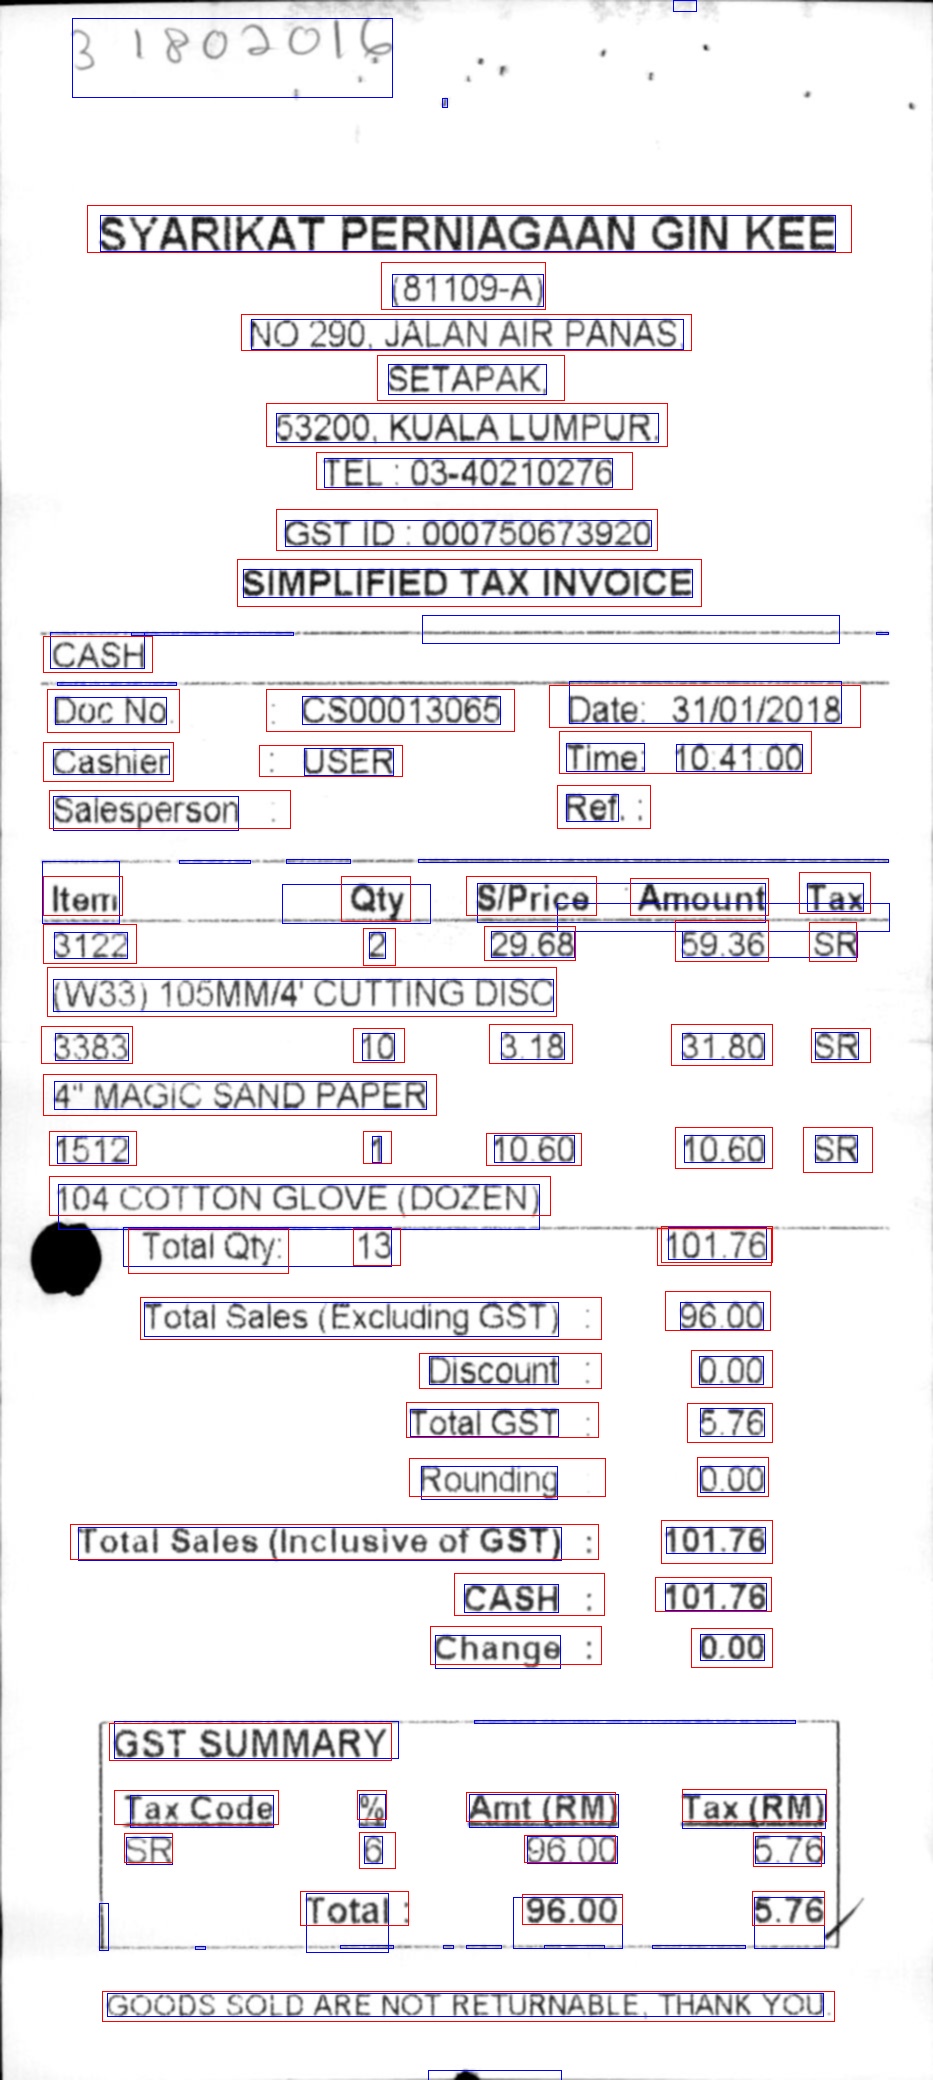 3 1802016
SYARIKAT PERNIAGAAN GIN KEE
(81109-A)
NO 290, JALAN AIR PANAS,
SETAPAK,
53200, KUALA LUMPUR.
TEL : 03-40210276
GST ID : 000750673920
SIMPLIFIED TAX INVOICE
CASH
Doc No. : CS00013065 Date: 31/01/2018
Cashier : USER Time: 10:41:00
Salesperson : Ref. :
Item Qty S/Price Amount Tax
3122 2 29.68 59.36 SR
(W33) 105MM/4' CUTTING DISC
3383 10 3.18 31.80 SR
4" MAGIC SAND PAPER
1512 1 10.60 10.60 SR
104 COTTON GLOVE (DOZEN)
Total Qty: 13 101.76
Total Sales (Excluding GST) : 96.00
Discount : 0.00
Total GST : 5.76
Rounding 0.00
Total Sales (Inclusive of GST) : 101.76
CASH : 101.76
Change : 0.00
GST SUMMARY
Tax Code % Amt (RM) Tax (RM)
SR 6 96.00 5.76
Total : 96.00 5.76
GOODS SOLD ARE NOT RETURNABLE, THANK YOU.